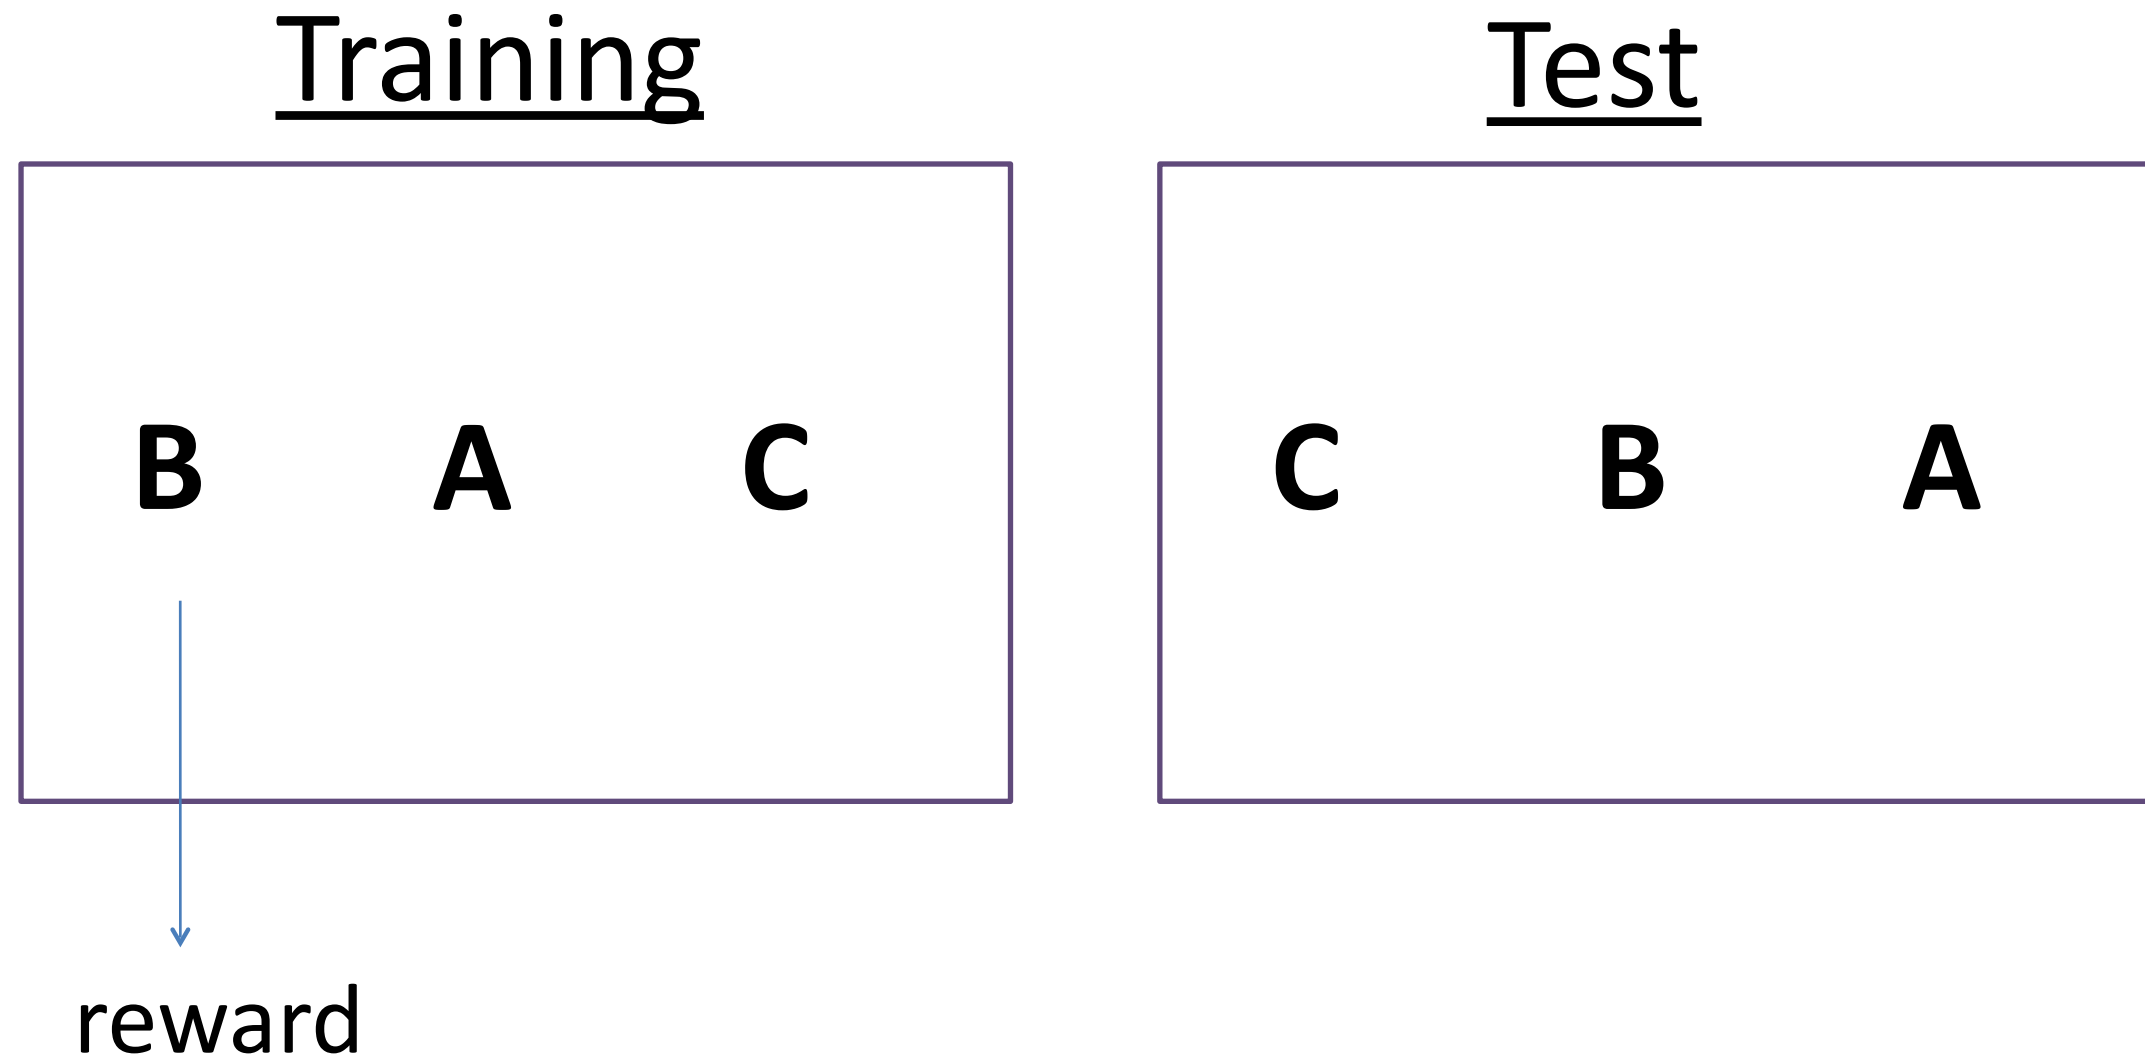 Training
Test
B A C
C B A
reward